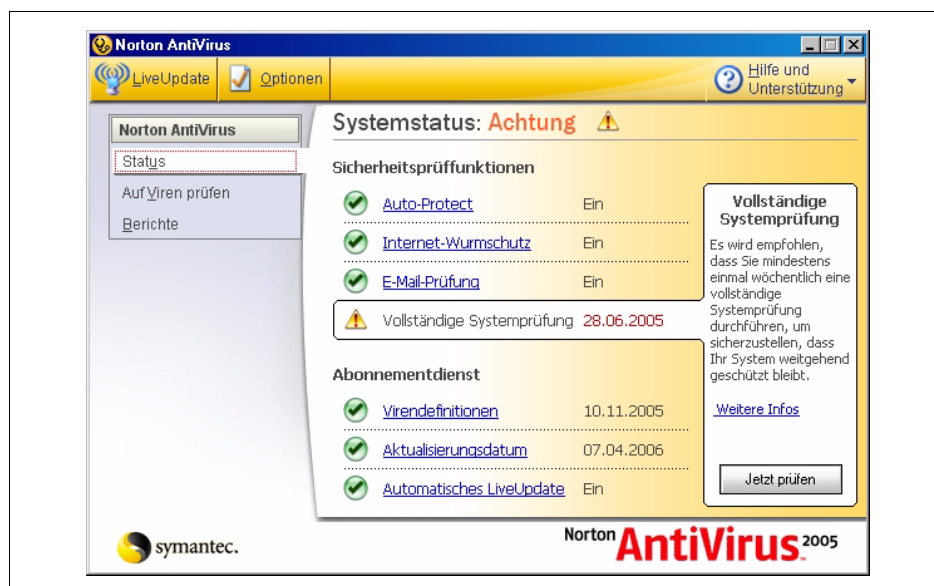 Norton AntiVirus
LiveUpdate
Optionen
Hilfe und
Unterstützung
Norton AntiVirus
Status
Auf Viren prüfen
Berichte
Systemstatus: Achtung
Sicherheitsprüffunktionen
Auto-Protect Ein
Internet-Wurmschutz Ein
E-Mail-Prüfung Ein
Vollständige Systemprüfung 28.06.2005
Abonnementdienst
Virendefinitionen 10.11.2005
Aktualisierungsdatum 07.04.2006
Automatisches LiveUpdate Ein
Vollständige
Systemprüfung
Es wird empfohlen,
dass Sie mindestens
einmal wöchentlich eine
vollständige
Systemprüfung
durchführen, um
sicherzustellen, dass
Ihr System weitgehend
geschützt bleibt.
Weitere Infos
Jetzt prüfen
symantec.
Norton AntiVirus™ 2005